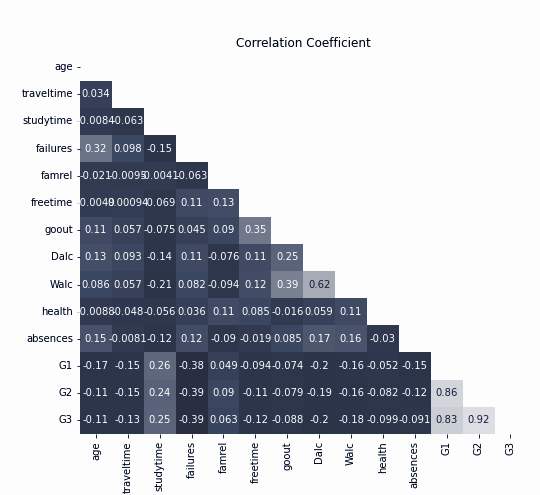 Correlation Coefficient
age
traveltime 0.034
studytime -0.0084 -0.063
failures 0.32 0.098 -0.15
famrel -0.021 -0.0095 -0.0041 -0.063
freetime -0.0049 -0.00094 -0.069 0.11 0.13
goout 0.11 0.057 -0.075 0.045 0.09 0.35
Dalc 0.13 0.093 -0.14 0.11 -0.076 0.11 0.25
Walc 0.086 0.057 -0.21 0.082 -0.094 0.12 0.39 0.62
health -0.0088 -0.048 -0.056 0.036 0.11 0.085 -0.016 0.059 0.11
absences 0.15 -0.0081 -0.12 0.12 -0.09 -0.019 0.085 0.17 0.16 -0.03
G1 -0.17 -0.15 0.26 -0.38 0.049 -0.094 -0.074 -0.2 -0.16 -0.052 -0.15
G2 -0.11 -0.15 0.24 -0.39 0.09 -0.11 -0.079 -0.19 -0.16 -0.082 -0.12 0.86
G3 -0.11 -0.13 0.25 -0.39 0.063 -0.12 -0.088 -0.2 -0.18 -0.099 -0.091 0.83 0.92
age traveltime studytime failures famrel freetime goout Dalc Walc health absences G1 G2 G3